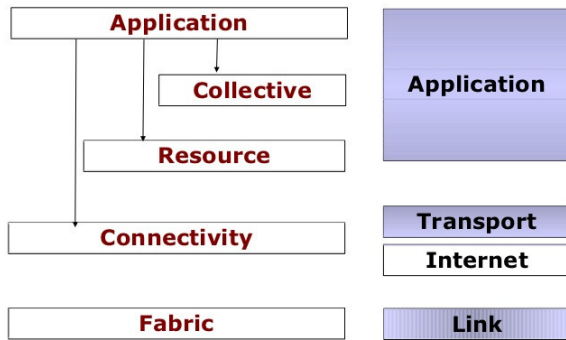 Application
Collective
Resource
Connectivity
Fabric
Application
Transport
Internet
Link